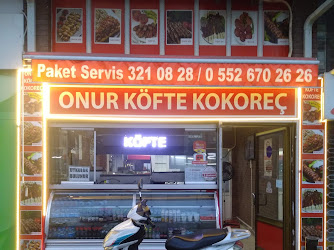 Paket Servis 321 08 28 / 0 552 670 26 26
ONUR KÖFTE KOKOREÇ
KÖFTE